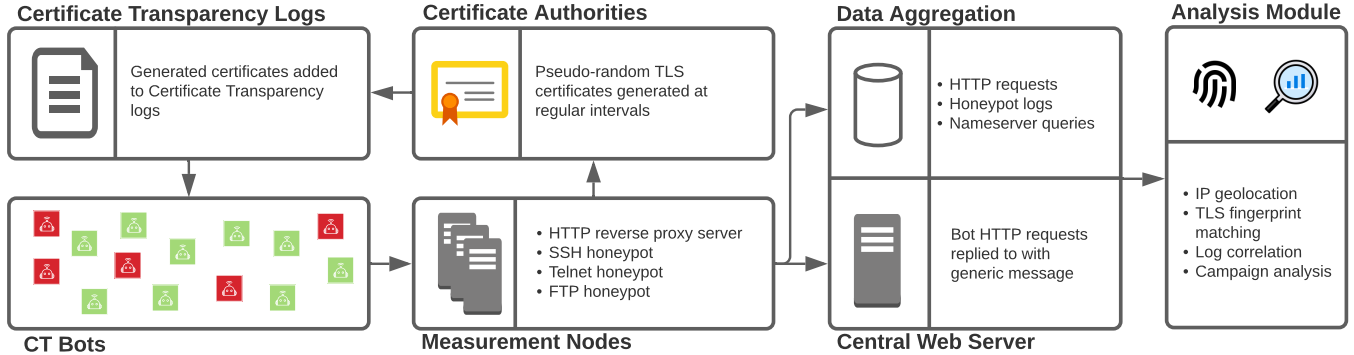 Certificate Transparency Logs
Generated certificates added
to Certificate Transparency
logs
Certificate Authorities
Pseudo-random TLS
certificates generated at
regular intervals
Data Aggregation
• HTTP requests
• Honeypot logs
• Nameserver queries
Analysis Module
• IP geolocation
• TLS fingerprint
matching
• Log correlation
• Campaign analysis
CT Bots
• HTTP reverse proxy server
• SSH honeypot
• Telnet honeypot
• FTP honeypot
Measurement Nodes
Bot HTTP requests
replied to with
generic message
Central Web Server